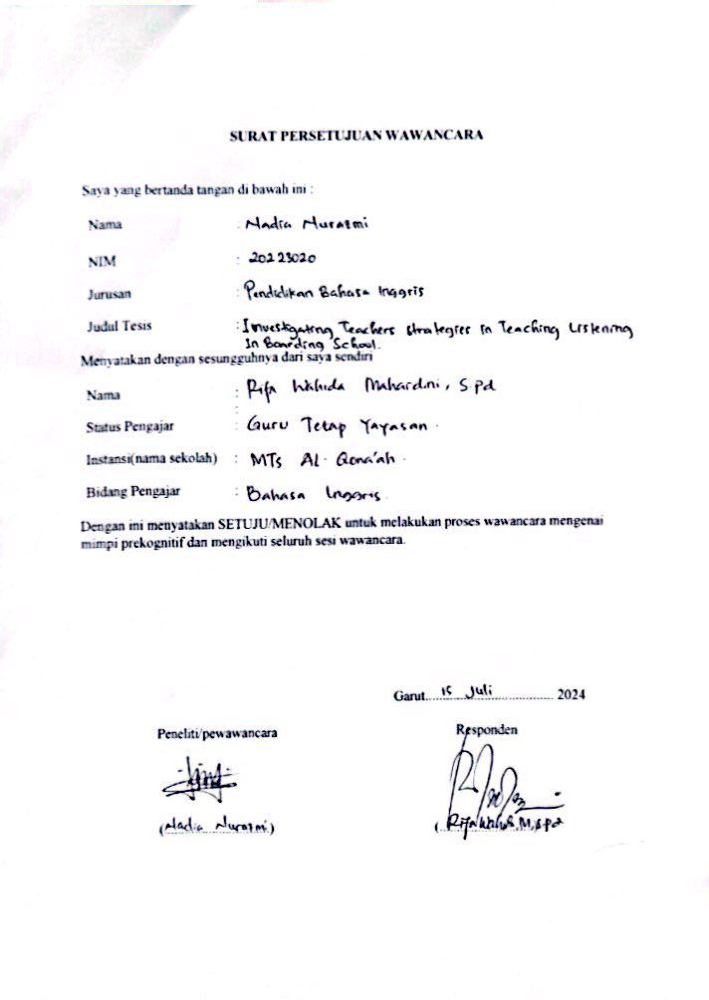 SURAT PERSETUJUAN WAWANCARA
Saya yang bertanda tangan di bawah ini :
Nama : Nadia Nurazmi
NIM : 20223020
Jurusan : Pendidikan Bahasa Inggris
Judul Tesis : Investigating Teachers strategies in Teaching Listening
In Boarding School.
Menyatakan dengan sesungguhnya dari saya sendiri
Nama : Rifa Wahida Mahardini, S.Pd
:
Status Pengajar : Guru Tetap Yayasan.
Instansi(nama sekolah) : MTs Al-Qona'ah.
Bidang Pengajar : Bahasa Inggris.
Dengan ini menyatakan SETUJU/MENOLAK untuk melakukan proses wawancara mengenai
mimpi prekognitif dan mengikuti seluruh sesi wawancara.
Garut....15 Juli.................. 2024
Peneliti/pewawancara Responden
(Nadia Nurazmi) (Rifa Wahida, M, S.Pd